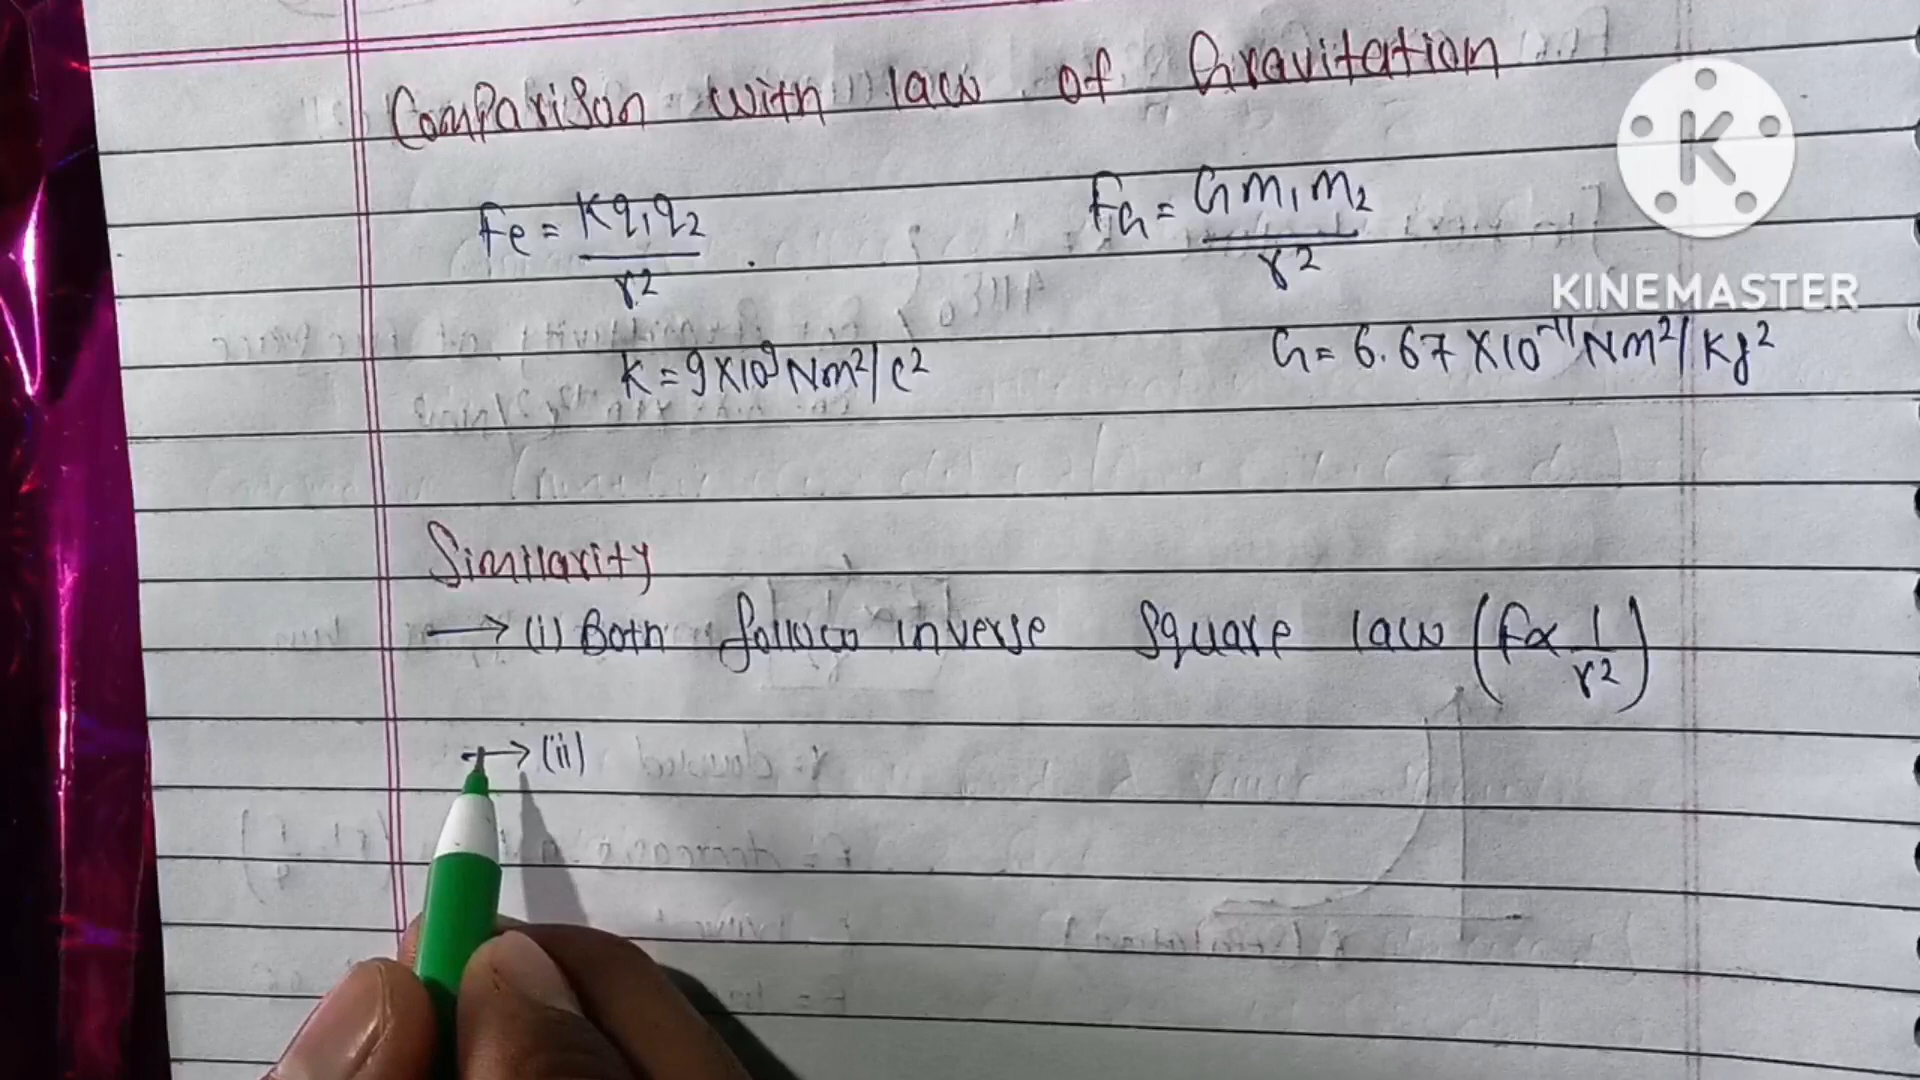 Comparison with law of Gravitation
Fe = Kq1q2/r² FG = Gm1m2/r²
K = 9×10⁹ Nm²/C² G = 6.67 × 10⁻¹¹ Nm²/Kg²
Similarity
→ (i) Both follow inverse square law (F∝ 1/r²)
→ (ii)
K
KINEMASTER